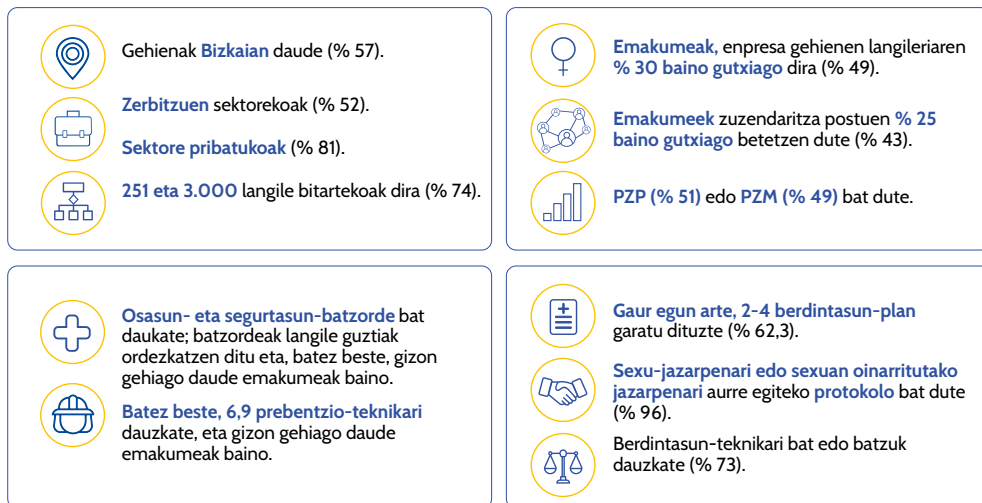 Gehienak Bizkaian daude (% 57).
Zerbitzuen sektorekoak (% 52).
Sektore pribatukoak (% 81).
251 eta 3.000 langile bitartekoak dira (% 74).
Emakumeak, enpresa gehienen langileriaren
% 30 baino gutxiago dira (% 49).
Emakumeek zuzendaritza postuen % 25
baino gutxiago betetzen dute (% 43).
PZP (% 51) edo PZM (% 49) bat dute.
Osasun- eta segurtasun-batzorde bat
daukate; batzordeak langile guztiak
ordezkatzen ditu eta, batez beste, gizon
gehiago daude emakumeak baino.
Batez beste, 6,9 prebentzio-teknikari
dauzkate, eta gizon gehiago daude
emakumeak baino.
Gaur egun arte, 2-4 berdintasun-plan
garatu dituzte (% 62,3).
Sexu-jazarpenari edo sexuan oinarritutako
jazarpenari aurre egiteko protokolo bat dute
(% 96).
Berdintasun-teknikari bat edo batzuk
dauzkate (% 73).